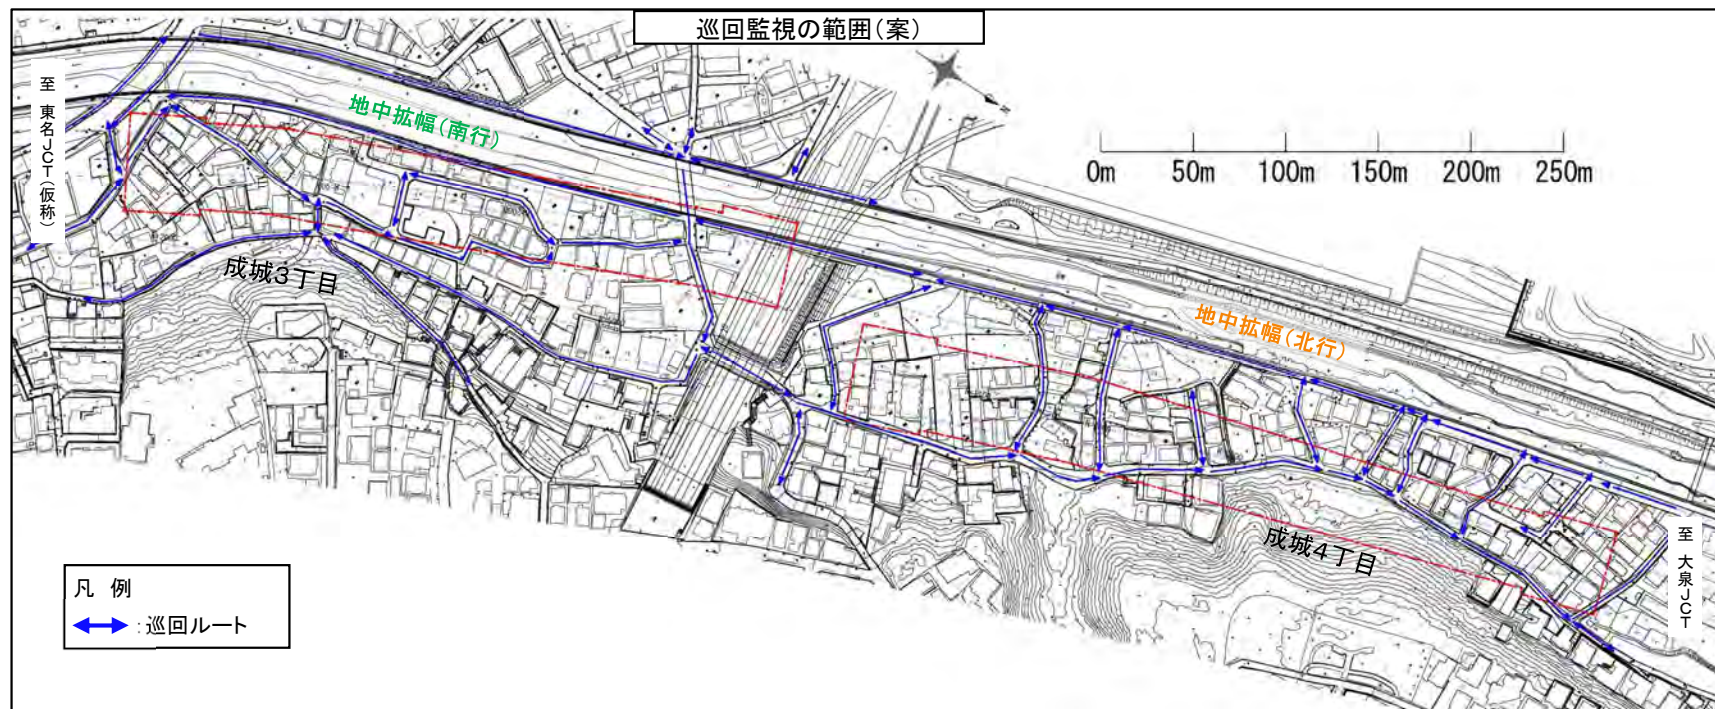 巡回監視の範囲(案)
至 東名JCT(仮称)
地中拡幅(南行)
N
0m 50m 100m 150m 200m 250m
成城3丁目
地中拡幅(北行)
成城4丁目
至 大泉JCT
凡 例
:巡回ルート